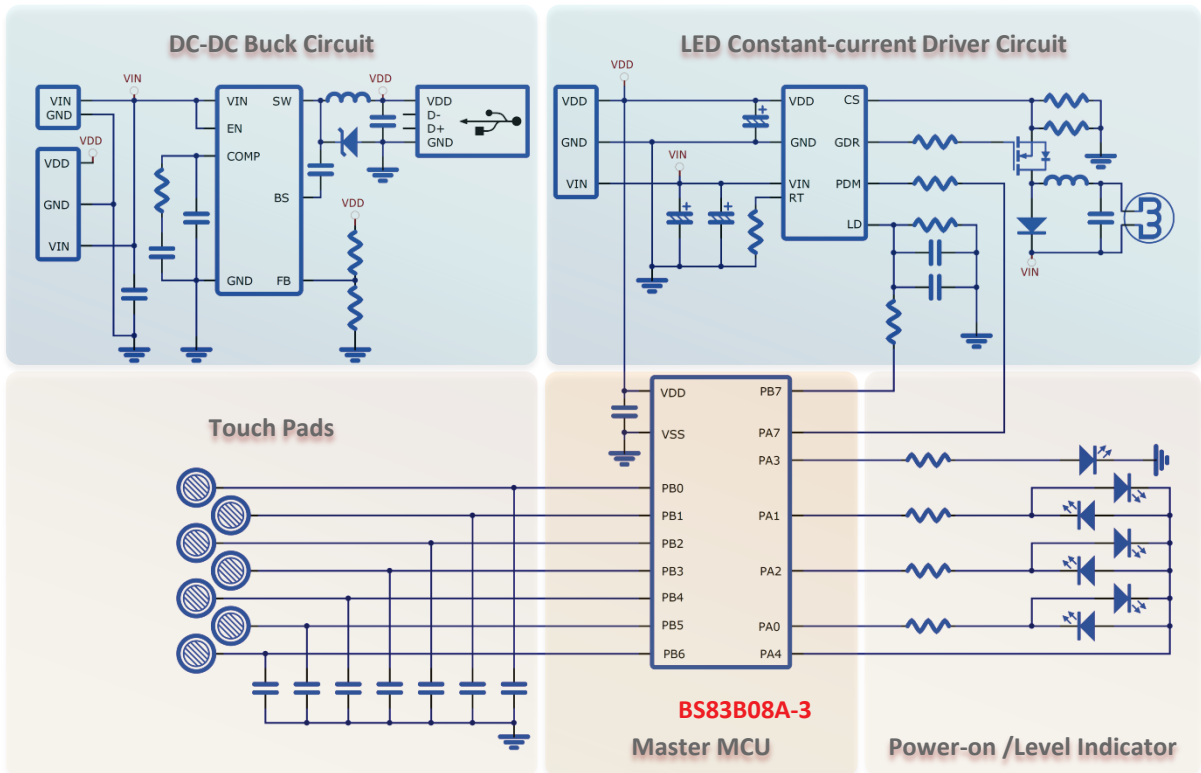 DC-DC Buck Circuit
VIN
VDD
VIN
GND
VDD
VDD
GND
VIN
VIN
EN
COMP
GND
SW
BS
FB
VDD
VDD
D-
D+
GND
LED Constant-current Driver Circuit
VDD
VDD
GND
VIN
VIN
VDD
GND
VIN
RT
CS
GDR
PDM
LD
VIN
Touch Pads
VDD
VSS
PB0
PB1
PB2
PB3
PB4
PB5
PB6
PB7
PA7
PA3
PA1
PA2
PA0
PA4
BS83B08A-3
Master MCU
Power-on /Level Indicator